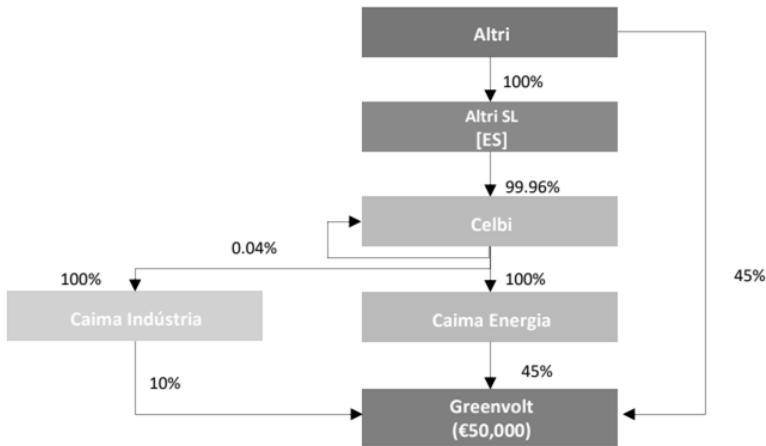 Altri
100%
Altri SL
[ES]
99.96%
Celbi
0.04%
100%
100%
45%
Caima Indústria
Caima Energia
10%
45%
Greenvolt
(€50,000)